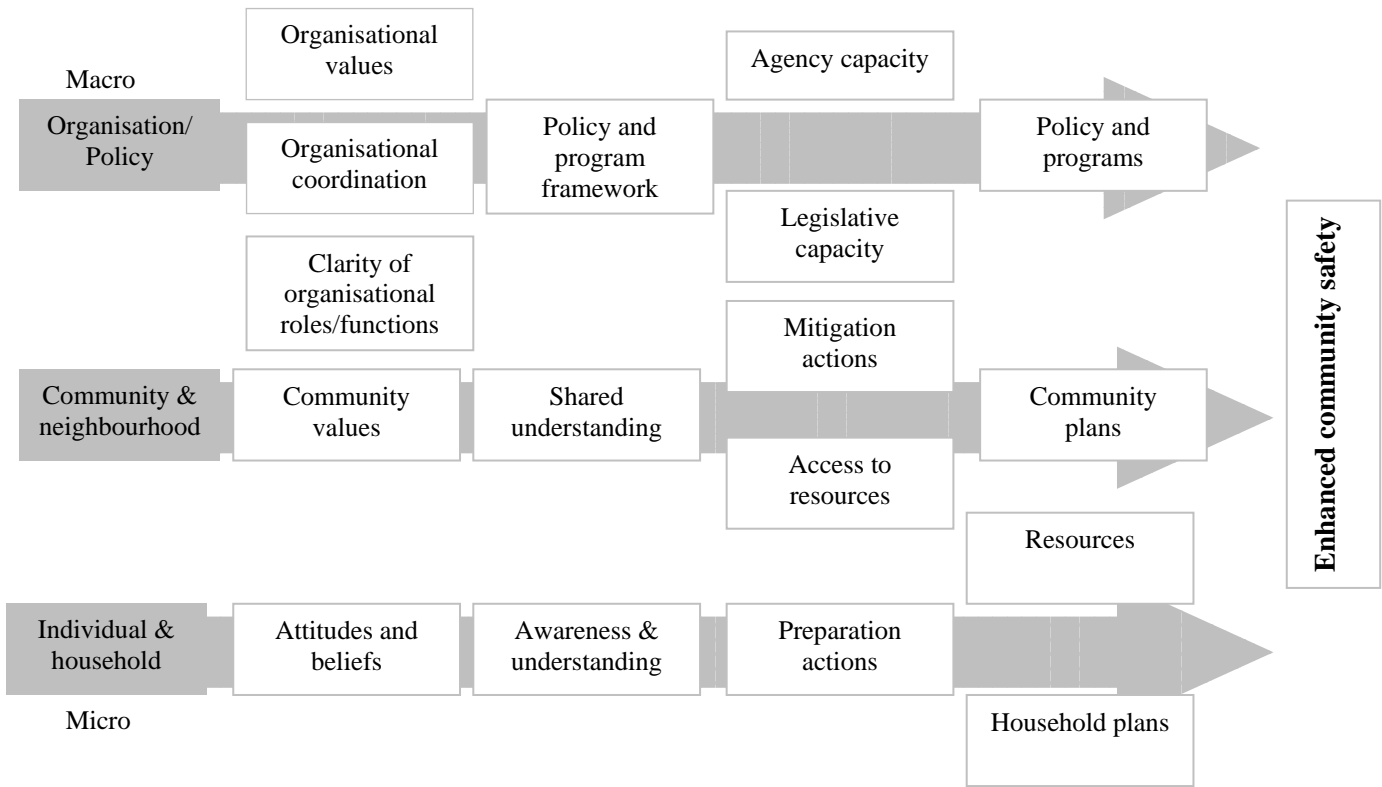 Macro
Organisation/
Policy
Organisational
values
Organisational
coordination
Clarity of
organisational
roles/functions
Policy and
program
framework
Agency capacity
Legislative
capacity
Policy and
programs
Community &
neighbourhood
Community
values
Shared
understanding
Mitigation
actions
Access to
resources
Community
plans
Individual &
household
Micro
Attitudes and
beliefs
Awareness &
understanding
Preparation
actions
Resources
Household plans
Enhanced community safety